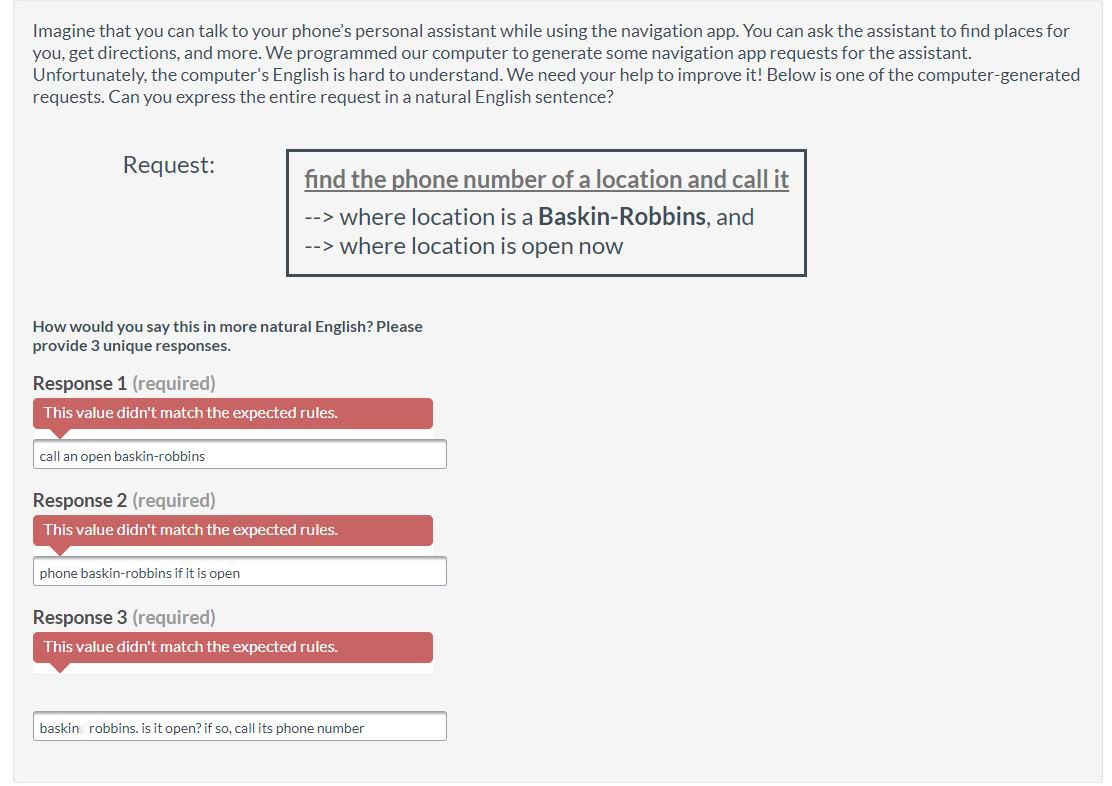 Imagine that you can talk to your phone’s personal assistant while using the navigation app. You can ask the assistant to find places for
you, get directions, and more. We programmed our computer to generate some navigation app requests for the assistant.
Unfortunately, the computer's English is hard to understand. We need your help to improve it! Below is one of the computer-generated
requests. Can you express the entire request in a natural English sentence?
Request:
find the phone number of a location and call it
--> where location is a Baskin-Robbins, and
--> where location is open now
How would you say this in more natural English? Please
provide 3 unique responses.
Response 1 (required)
This value didn't match the expected rules.
call an open baskin-robbins
Response 2 (required)
This value didn't match the expected rules.
phone baskin-robbins if it is open
Response 3 (required)
This value didn't match the expected rules.
baskin robbins. is it open? if so, call its phone number